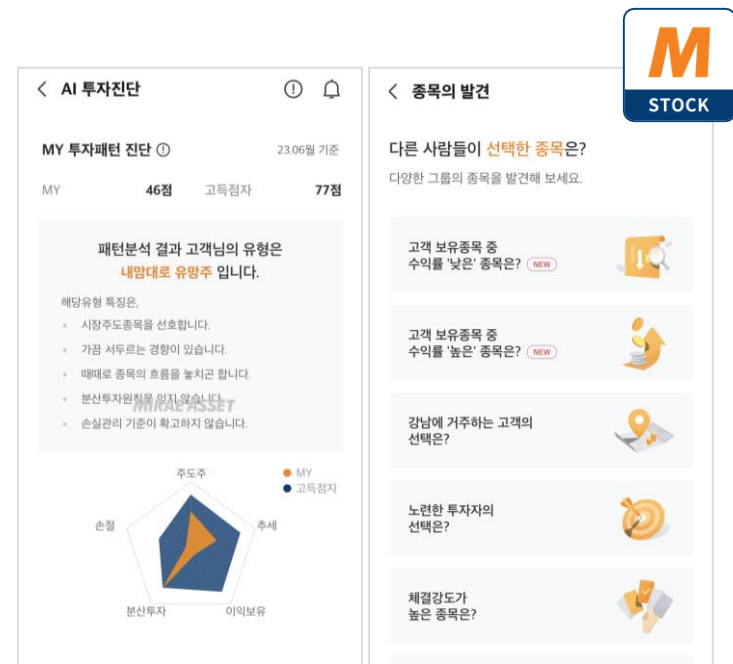 M
STOCK
AI 투자진단
MY 투자패턴 진단
23.06월 기준
MY 46점 고득점자 77점
패턴분석 결과 고객님의 유형은
내맘대로 유망주 입니다.
해당유형 특징은,
시장주도종목을 선호합니다.
가끔 서두르는 경향이 있습니다.
때때로 종목의 흐름을 놓치곤 합니다.
분산투자원칙을 잊지 않습니다.
MIRAE ASSET
손실관리 기준이 확고하지 않습니다.
주도주
MY
고득점자
손절
추세
분산투자
이익보유
종목의 발견
다른 사람들이 선택한 종목은?
다양한 그룹의 종목을 발견해 보세요.
고객 보유종목 중
수익률 '낮은' 종목은? NEW
고객 보유종목 중
수익률 '높은' 종목은? NEW
강남에 거주하는 고객의
선택은?
노련한 투자자의
선택은?
체결강도가
높은 종목은?